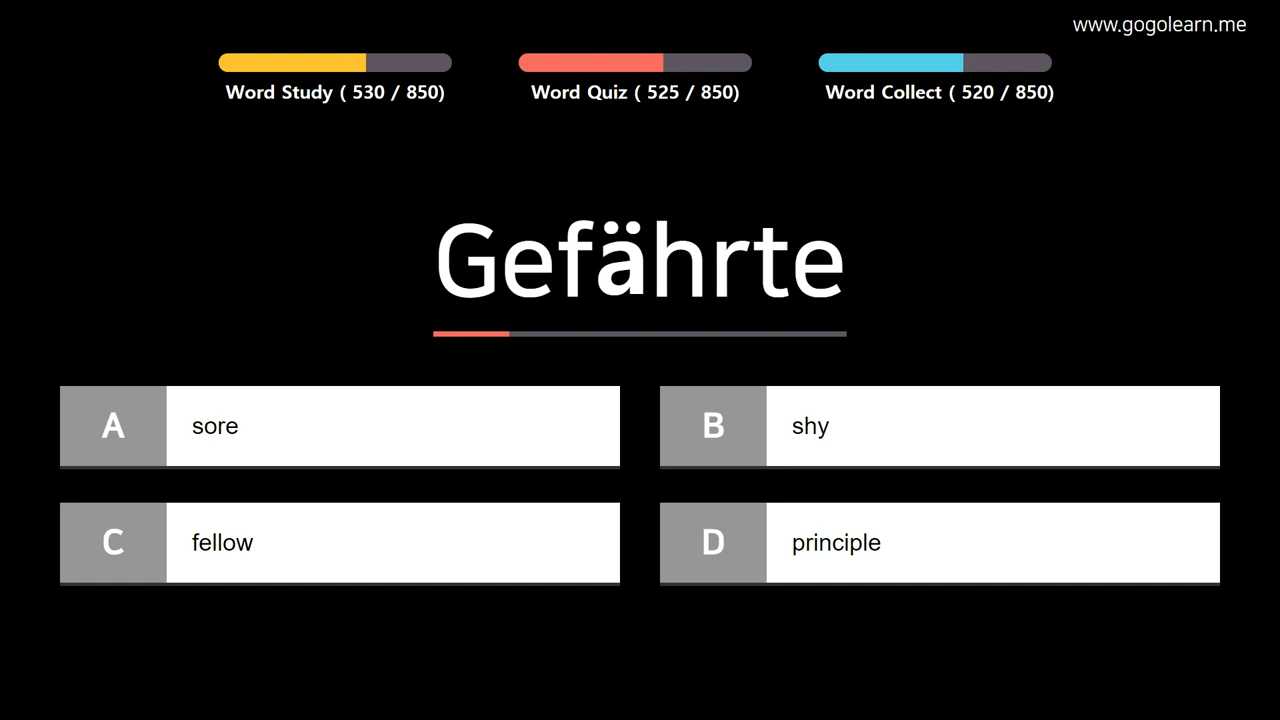 www.gogolearn.me
Word Study ( 530 / 850)
Word Quiz ( 525 / 850)
Word Collect ( 520 / 850)
Gefährte
A sore
B shy
C fellow
D principle